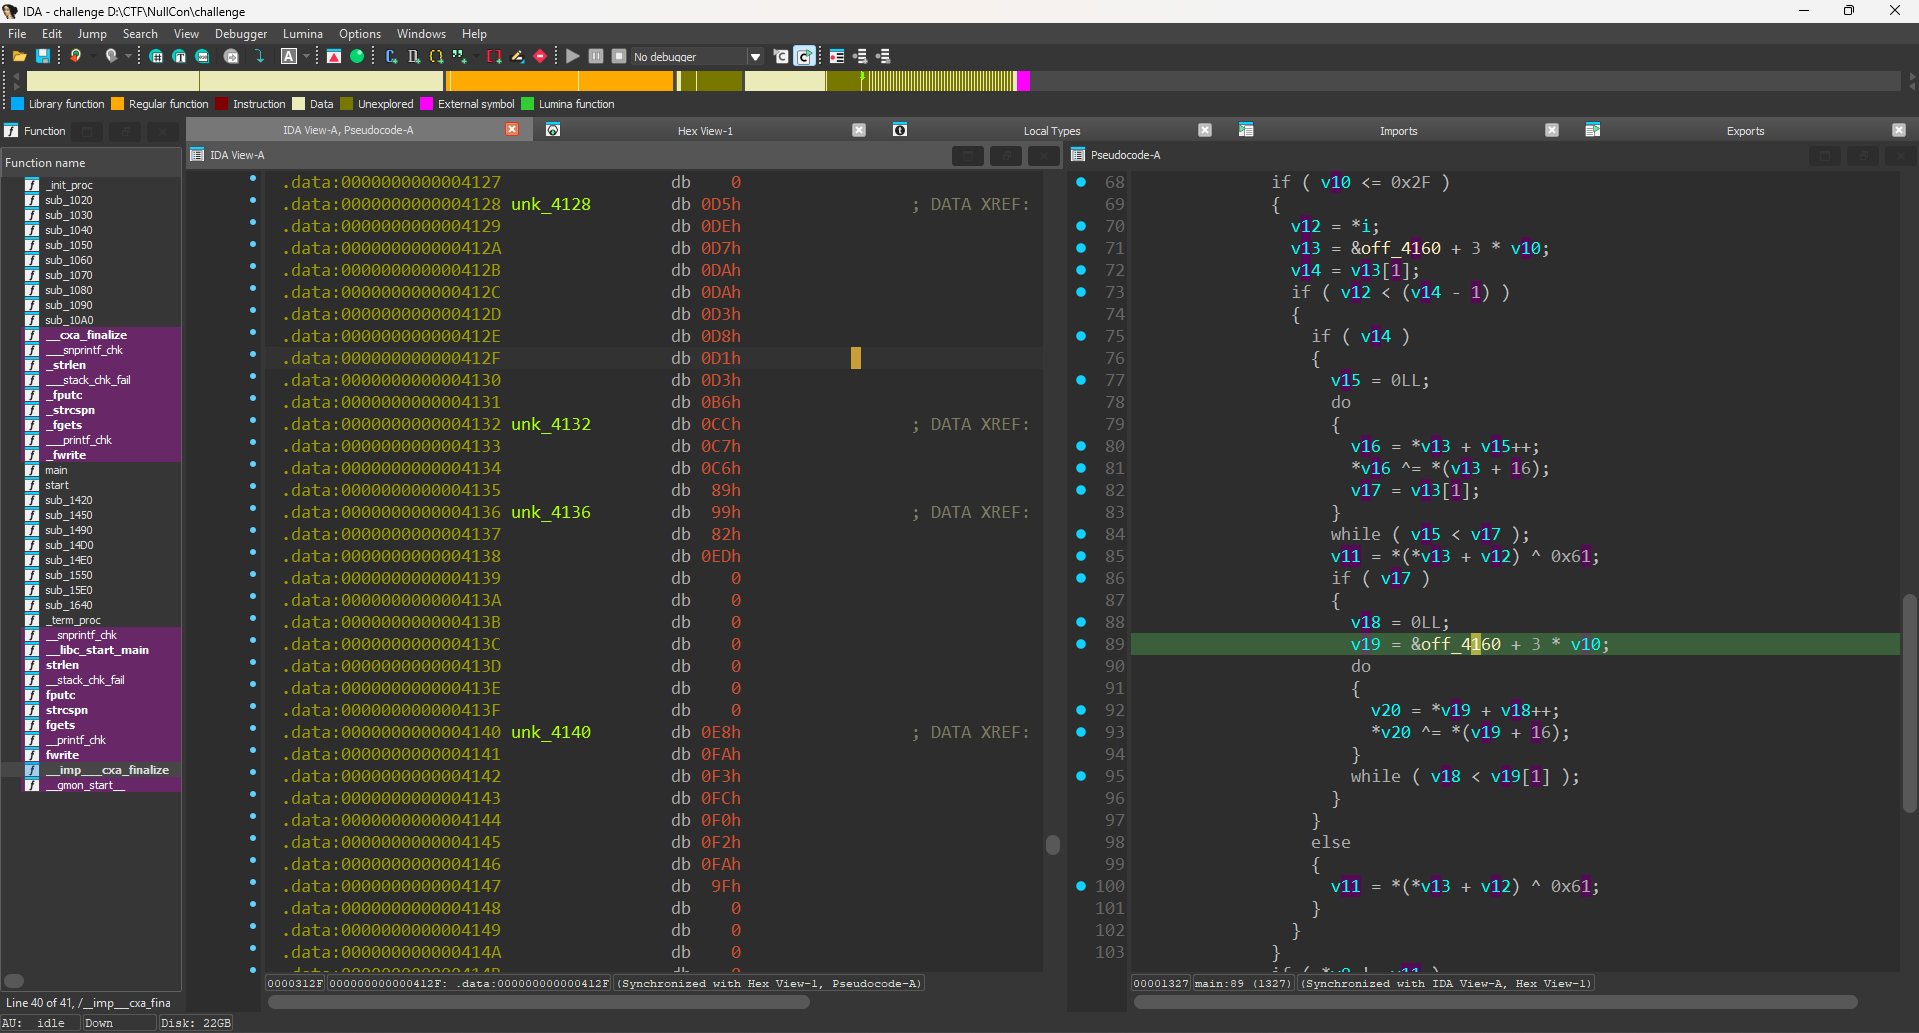 IDA - challenge D:\CTF\NullCon\challenge
File Edit Jump Search View Debugger Lumina Options Windows Help
No debugger
Library function Regular function Instruction Data Unexplored External symbol Lumina function
Function
IDA View-A, Pseudocode-A Hex View-1 Local Types Imports Exports
Function name
_init_proc
sub_1020
sub_1030
sub_1040
sub_1050
sub_1060
sub_1070
sub_1080
sub_1090
sub_10A0
__cxa_finalize
___snprintf_chk
_strlen
___stack_chk_fail
_fputc
_strcspn
_fgets
___printf_chk
_fwrite
main
start
sub_1420
sub_1450
sub_1490
sub_14D0
sub_14E0
sub_1550
sub_15E0
sub_1640
_term_proc
__snprintf_chk
__libc_start_main
strlen
__stack_chk_fail
fputc
strcspn
fgets
__printf_chk
fwrite
__imp___cxa_finalize
__gmon_start__
Line 40 of 41, /__imp___cxa_fina
IDA View-A
.data:0000000000004127 db 0
.data:0000000000004128 unk_4128 db 0D5h ; DATA XREF:
.data:0000000000004129 db 0DEh
.data:000000000000412A db 0D7h
.data:000000000000412B db 0DAh
.data:000000000000412C db 0DAh
.data:000000000000412D db 0D3h
.data:000000000000412E db 0D8h
.data:000000000000412F db 0D1h
.data:0000000000004130 db 0D3h
.data:0000000000004131 db 0B6h
.data:0000000000004132 unk_4132 db 0CCh ; DATA XREF:
.data:0000000000004133 db 0C7h
.data:0000000000004134 db 0C6h
.data:0000000000004135 db 89h
.data:0000000000004136 unk_4136 db 99h ; DATA XREF:
.data:0000000000004137 db 82h
.data:0000000000004138 db 0EDh
.data:0000000000004139 db 0
.data:000000000000413A db 0
.data:000000000000413B db 0
.data:000000000000413C db 0
.data:000000000000413D db 0
.data:000000000000413E db 0
.data:000000000000413F db 0
.data:0000000000004140 unk_4140 db 0E8h ; DATA XREF:
.data:0000000000004141 db 0FAh
.data:0000000000004142 db 0F3h
.data:0000000000004143 db 0FCh
.data:0000000000004144 db 0F0h
.data:0000000000004145 db 0F2h
.data:0000000000004146 db 0FAh
.data:0000000000004147 db 9Fh
.data:0000000000004148 db 0
.data:0000000000004149 db 0
.data:000000000000414A db 0
0000312F 000000000000412F: .data:000000000000412F (Synchronized with Hex View-1, Pseudocode-A)
Pseudocode-A
68 if ( v10 <= 0x2F )
69 {
70 v12 = *i;
71 v13 = &off_4160 + 3 * v10;
72 v14 = v13[1];
73 if ( v12 < (v14 - 1) )
74 {
75 if ( v14 )
76 {
77 v15 = 0LL;
78 do
79 {
80 v16 = *v13 + v15++;
81 *v16 ^= *(v13 + 16);
82 v17 = v13[1];
83 }
84 while ( v15 < v17 );
85 v11 = *(*v13 + v12) ^ 0x61;
86 if ( v17 )
87 {
88 v18 = 0LL;
89 v19 = &off_4160 + 3 * v10;
90 do
91 {
92 v20 = *v19 + v18++;
93 *v20 ^= *(v19 + 16);
94 }
95 while ( v18 < v19[1] );
96 }
97 }
98 else
99 {
100 v11 = *(*v13 + v12) ^ 0x61;
101 }
102 }
103 }
00001327 main:89 (1327) (Synchronized with IDA View-A, Hex View-1)
AU: idle Down Disk: 22GB